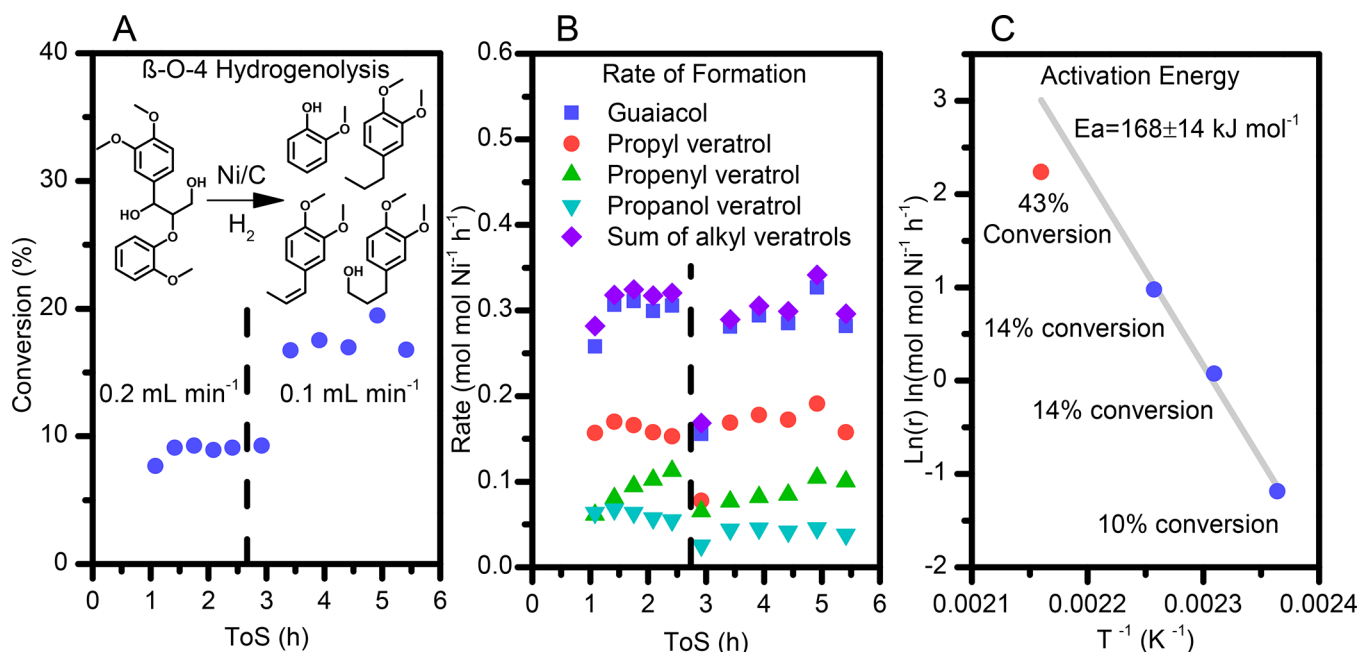 A
ß-O-4 Hydrogenolysis
OH
O
O
O
O
O
O
OH
HO
O
O
Ni/C
H₂
O
O
O
O
HO
0.2 mL min⁻¹
0.1 mL min⁻¹
Conversion (%)
40
30
20
10
0
0 1 2 3 4 5 6
ToS (h)
B
Rate of Formation
Guaiacol
Propyl veratrol
Propenyl veratrol
Propanol veratrol
Sum of alkyl veratrols
Rate (mol mol Ni⁻¹ h⁻¹)
0.6
0.5
0.4
0.3
0.2
0.1
0.0
0 1 2 3 4 5 6
ToS (h)
C
Activation Energy
Ea=168±14 kJ mol⁻¹
43%
Conversion
14% conversion
14% conversion
10% conversion
Ln(r) ln(mol mol Ni⁻¹ h⁻¹)
3
2
1
0
-1
-2
0.0021 0.0022 0.0023 0.0024
T⁻¹ (K⁻¹)